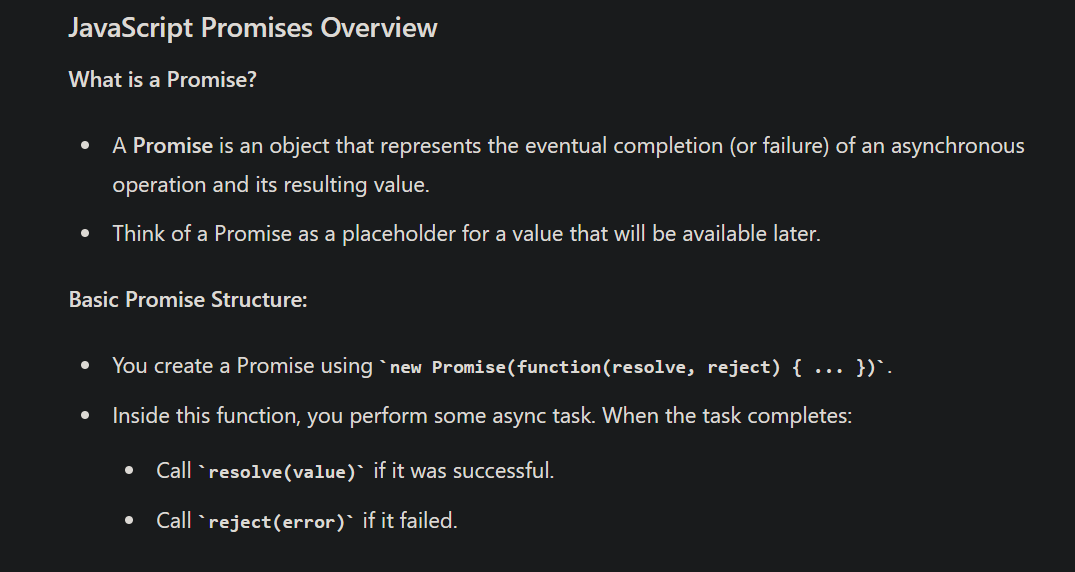 JavaScript Promises Overview
What is a Promise?
• A Promise is an object that represents the eventual completion (or failure) of an asynchronous
operation and its resulting value.
• Think of a Promise as a placeholder for a value that will be available later.
Basic Promise Structure:
• You create a Promise using `new Promise(function(resolve, reject) { ... })`.
• Inside this function, you perform some async task. When the task completes:
• Call `resolve(value)` if it was successful.
• Call `reject(error)` if it failed.